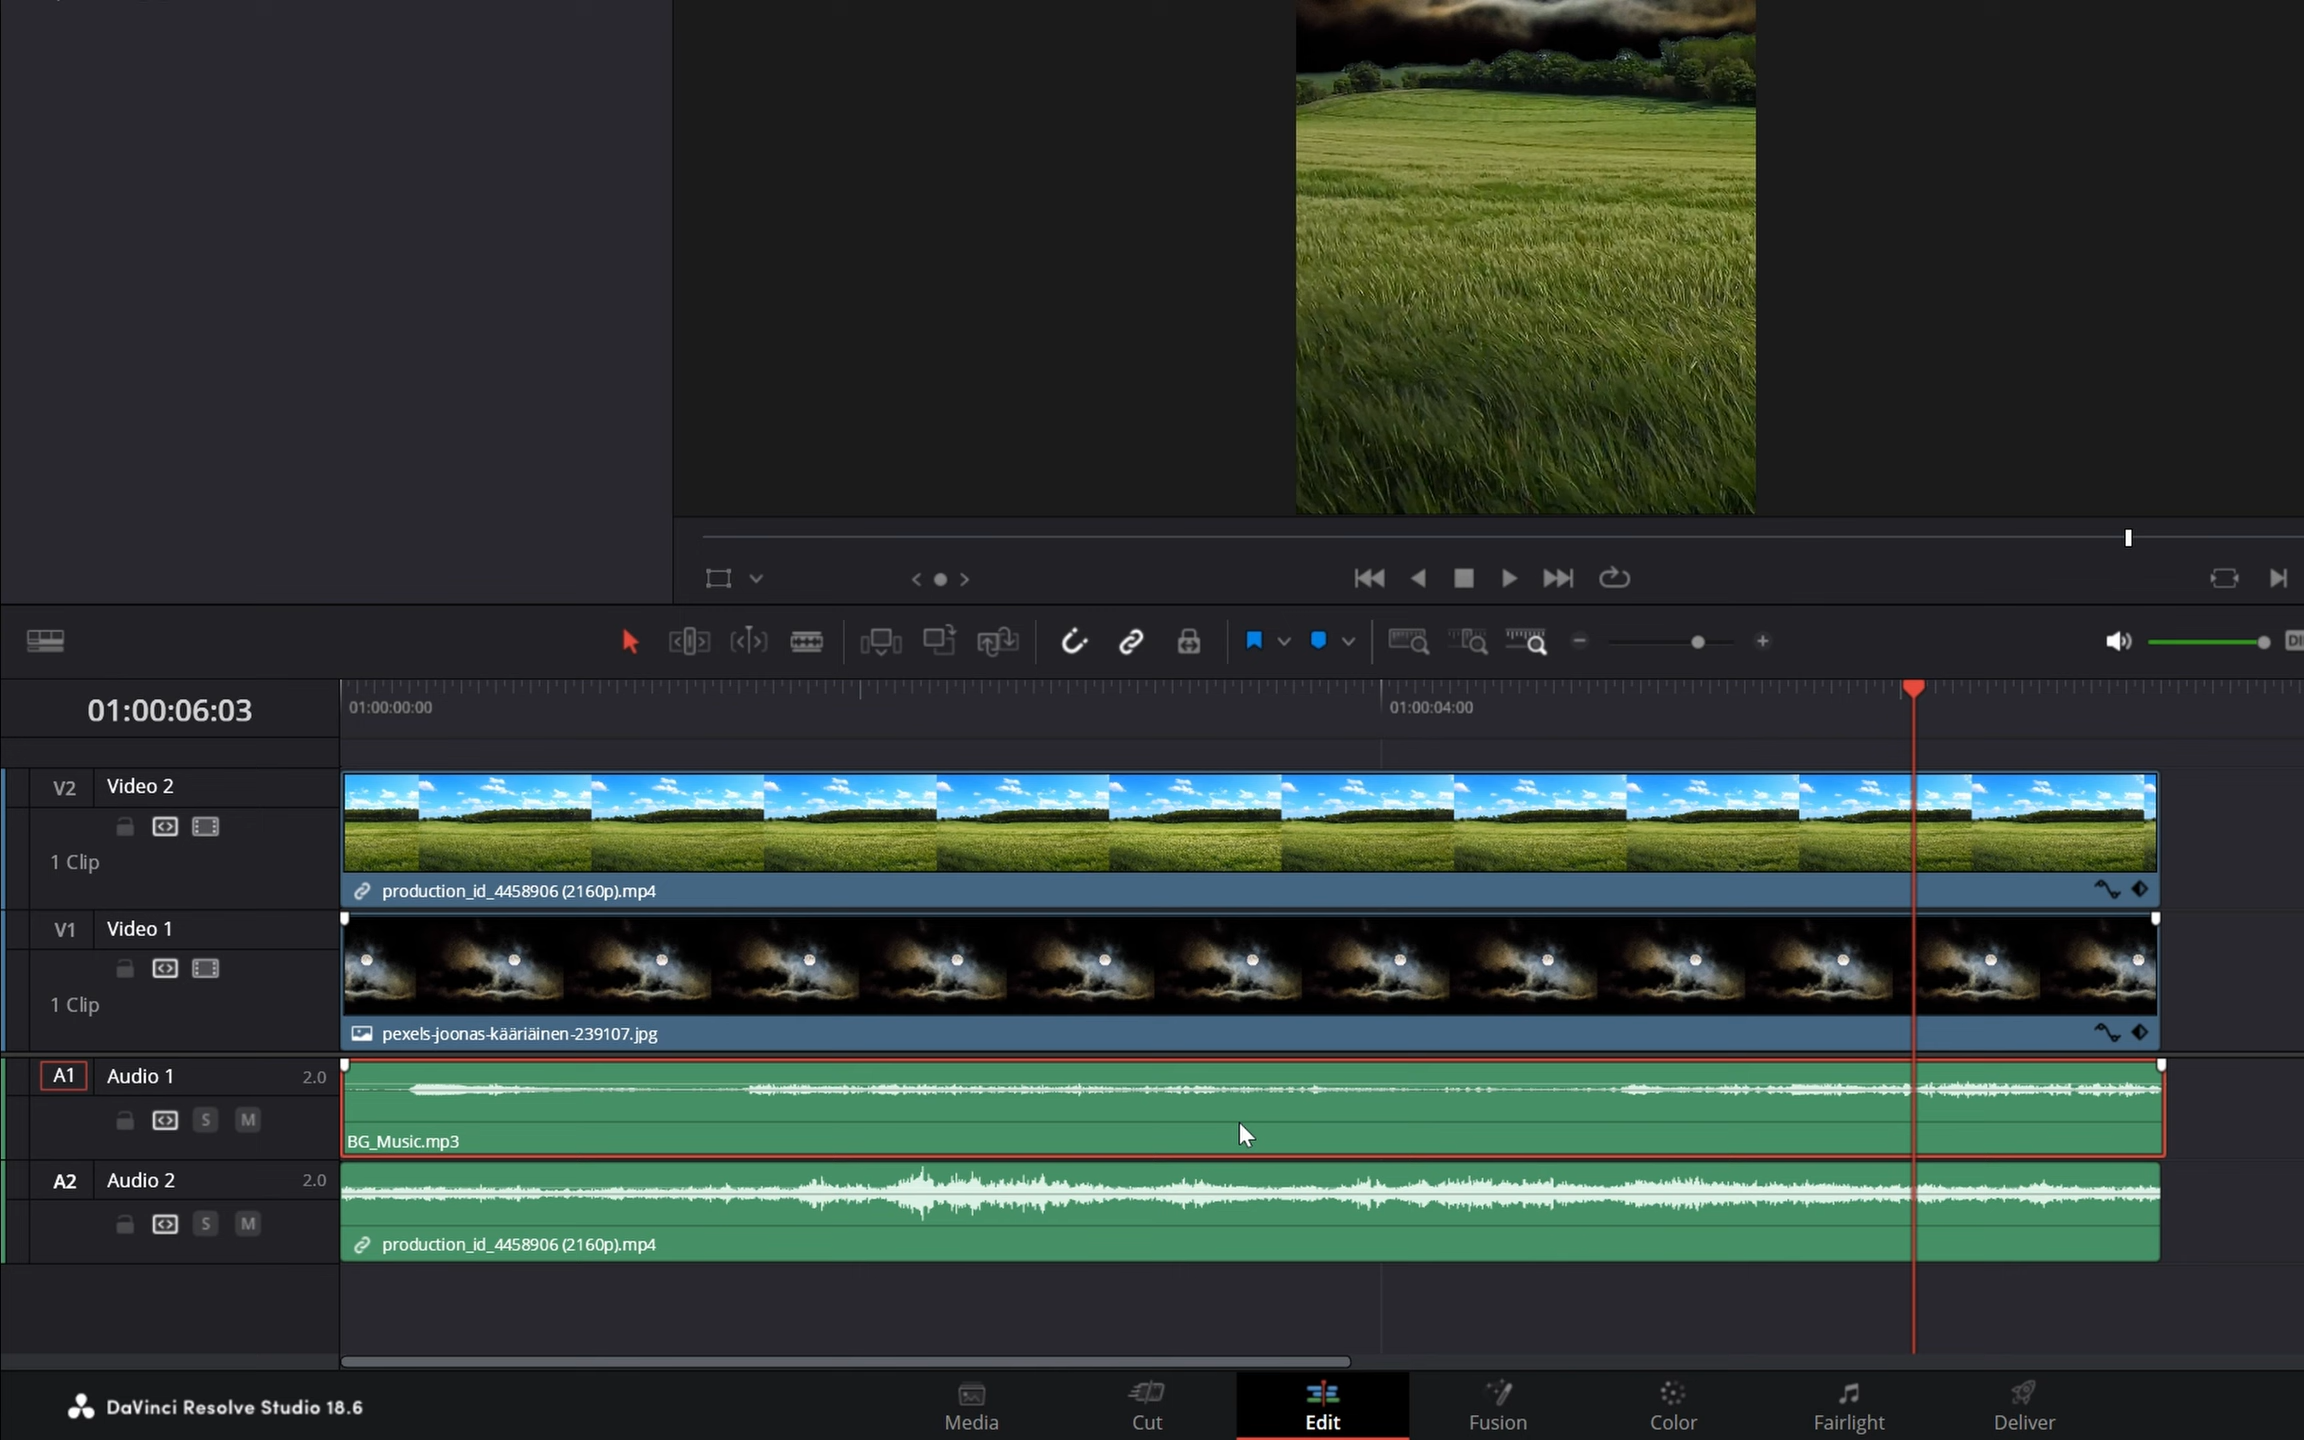 01:00:06:03
01:00:00:00
01:00:04:00
V2 Video 2
1 Clip
production_id_4458906 (2160p).mp4
V1 Video 1
1 Clip
pexels-joonas-kääriäinen-239107.jpg
A1 Audio 1 2.0
S M
BG_Music.mp3
A2 Audio 2 2.0
S M
production_id_4458906 (2160p).mp4
DaVinci Resolve Studio 18.6
Media
Cut
Edit
Fusion
Color
Fairlight
Deliver